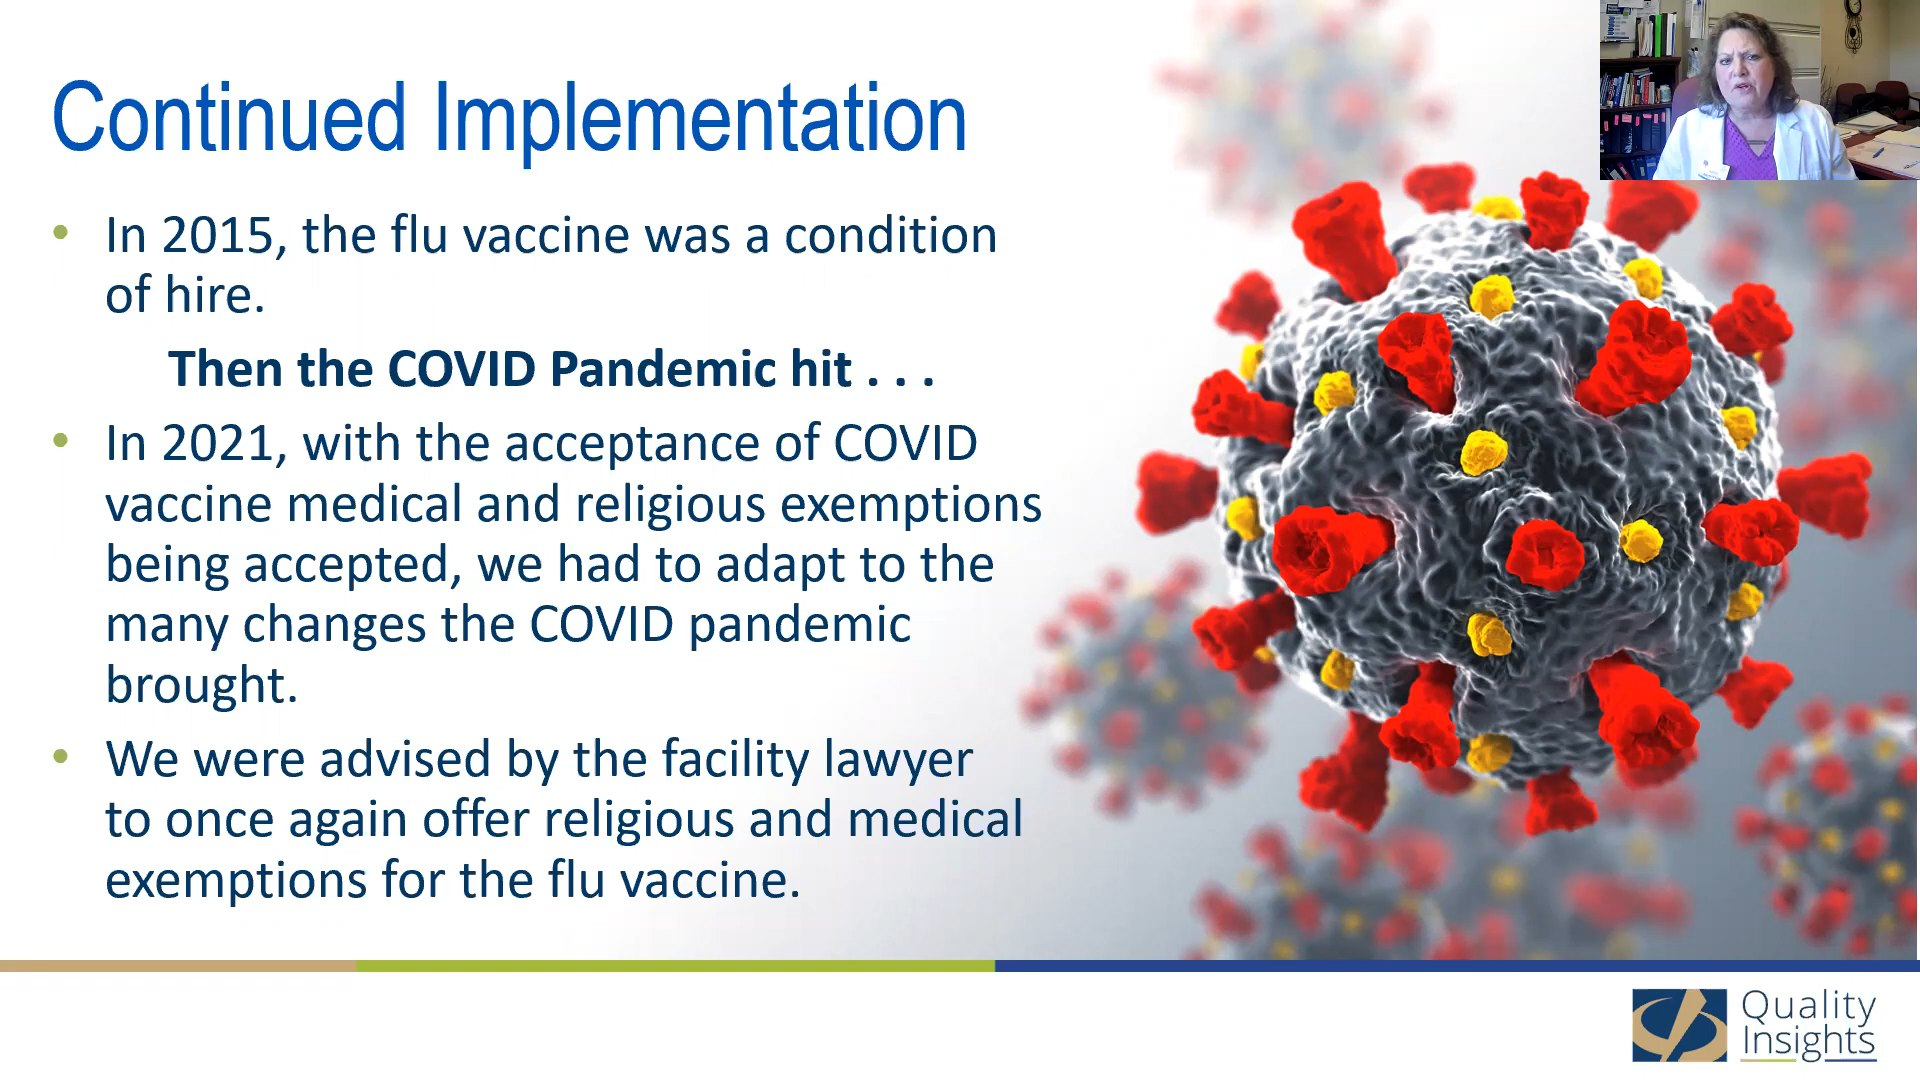 Continued Implementation
• In 2015, the flu vaccine was a condition
of hire.
Then the COVID Pandemic hit . . .
• In 2021, with the acceptance of COVID
vaccine medical and religious exemptions
being accepted, we had to adapt to the
many changes the COVID pandemic
brought.
• We were advised by the facility lawyer
to once again offer religious and medical
exemptions for the flu vaccine.
Quality
Insights